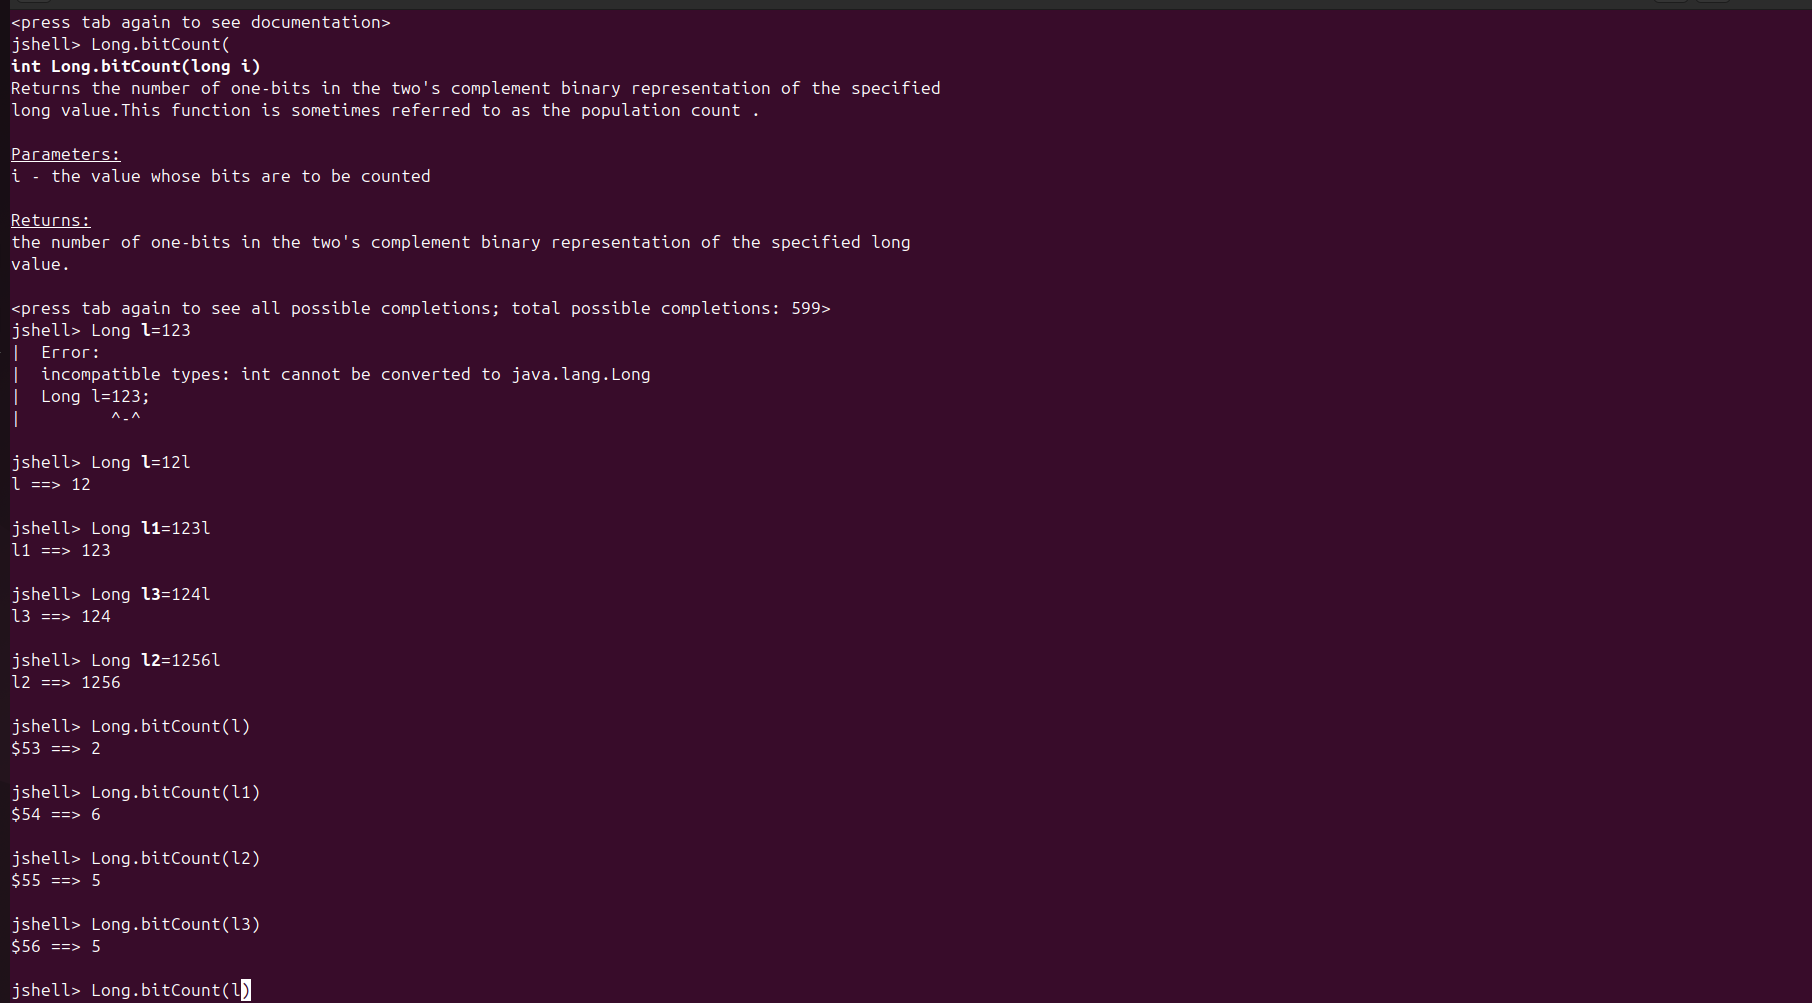 <press tab again to see documentation>
jshell> Long.bitCount(
int Long.bitCount(long i)
Returns the number of one-bits in the two's complement binary representation of the specified
long value.This function is sometimes referred to as the population count .
Parameters:
i - the value whose bits are to be counted
Returns:
the number of one-bits in the two's complement binary representation of the specified long
value.
<press tab again to see all possible completions; total possible completions: 599>
jshell> Long l=123
|  Error:
|  incompatible types: int cannot be converted to java.lang.Long
|  Long l=123;
|         ^-^
jshell> Long l=12l
l ==> 12
jshell> Long l1=123l
l1 ==> 123
jshell> Long l3=124l
l3 ==> 124
jshell> Long l2=1256l
l2 ==> 1256
jshell> Long.bitCount(l)
$53 ==> 2
jshell> Long.bitCount(l1)
$54 ==> 6
jshell> Long.bitCount(l2)
$55 ==> 5
jshell> Long.bitCount(l3)
$56 ==> 5
jshell> Long.bitCount(l)